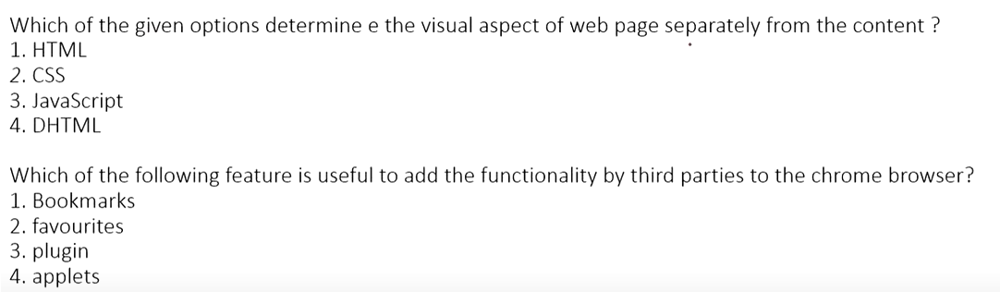 Which of the given options determine e the visual aspect of web page separately from the content ?
1. HTML
2. CSS
3. JavaScript
4. DHTML
Which of the following feature is useful to add the functionality by third parties to the chrome browser?
1. Bookmarks
2. favourites
3. plugin
4. applets